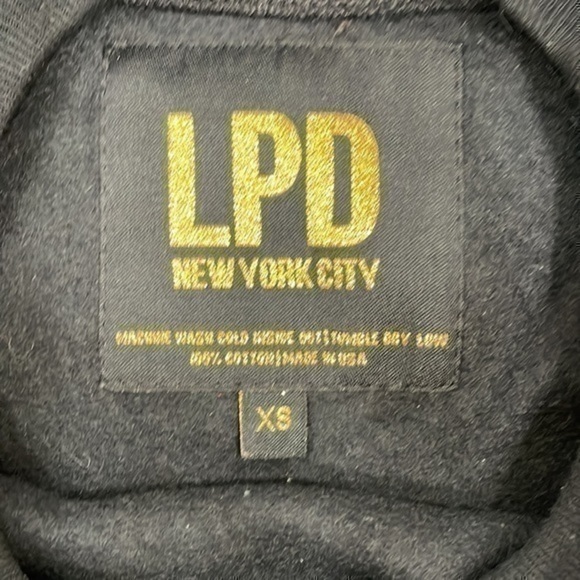 LPD
NEW YORK CITY
MACHINE WASH COLD INSIDE OUT|TUMBLE DRY LOW
100% COTTON|MADE IN USA
XS